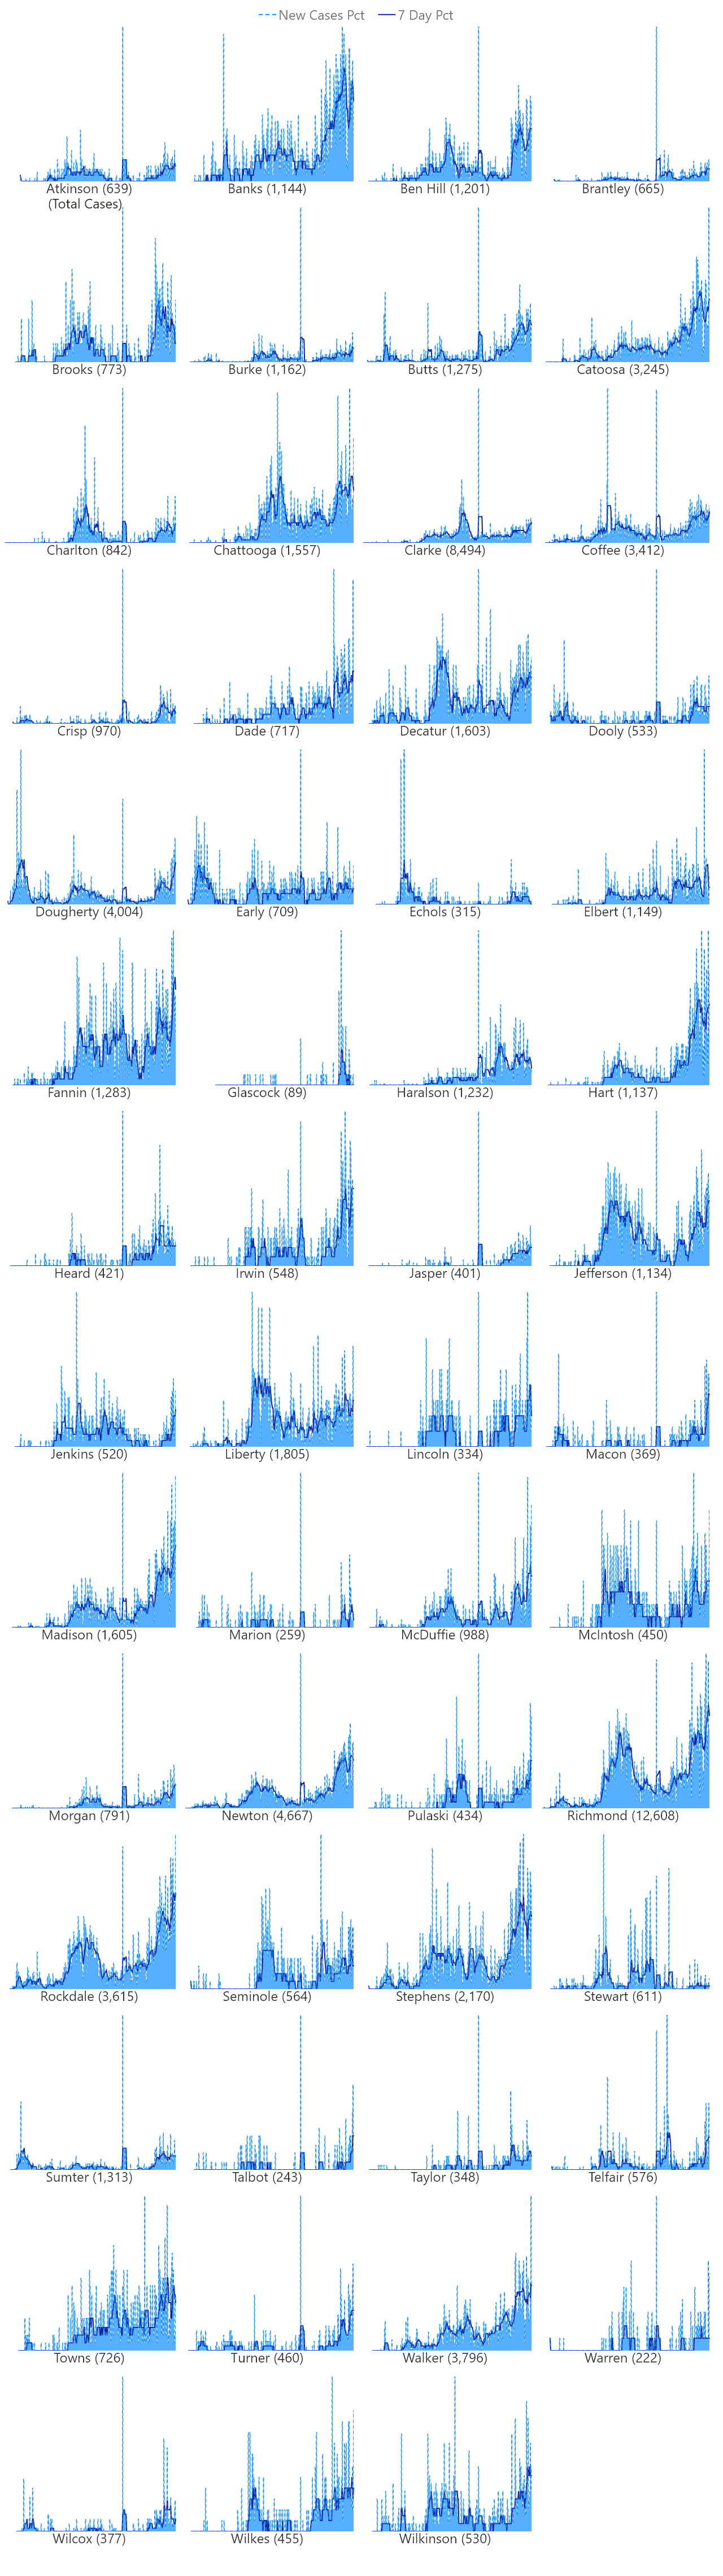 New Cases Pct 7 Day Pct
Atkinson (639) Banks (1,144) Ben Hill (1,201) Brantley (665)
(Total Cases)
Brooks (773) Burke (1,162) Butts (1,275) Catoosa (3,245)
Charlton (842) Chattooga (1,557) Clarke (8,494) Coffee (3,412)
Crisp (970) Dade (717) Decatur (1,603) Dooly (533)
Dougherty (4,004) Early (709) Echols (315) Elbert (1,149)
Fannin (1,283) Glascock (89) Haralson (1,232) Hart (1,137)
Heard (421) Irwin (548) Jasper (401) Jefferson (1,134)
Jenkins (520) Liberty (1,805) Lincoln (334) Macon (369)
Madison (1,605) Marion (259) McDuffie (988) McIntosh (450)
Morgan (791) Newton (4,667) Pulaski (434) Richmond (12,608)
Rockdale (3,615) Seminole (564) Stephens (2,170) Stewart (611)
Sumter (1,313) Talbot (243) Taylor (348) Telfair (576)
Towns (726) Turner (460) Walker (3,796) Warren (222)
Wilcox (377) Wilkes (455) Wilkinson (530)